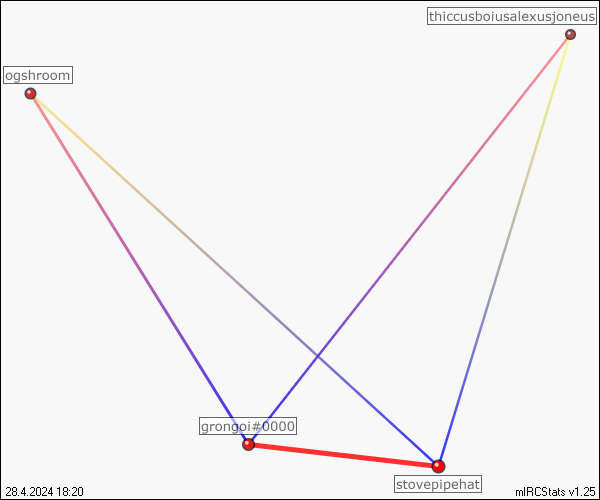 thiccusboiusalexusjoneus
ogshroom
grongoi#0000
stovepipehat
28.4.2024 18:20
mIRCStats v1.25